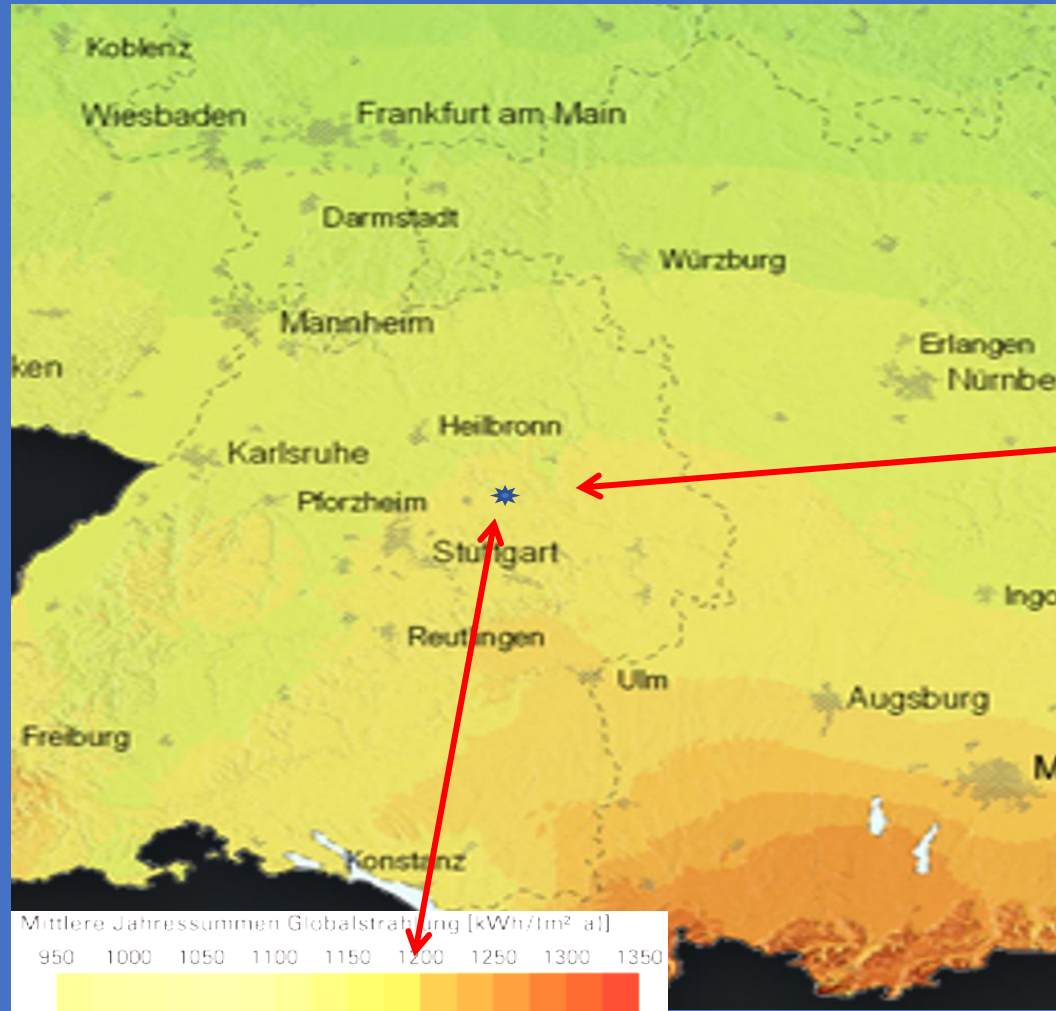 Koblenz
Wiesbaden
Frankfurt am Main
Darmstadt
Würzburg
Mannheim
Erlangen
ken
Nürnbe
Heilbronn
Karlsruhe
Pforzheim
Stuttgart
Ingo
Reutlingen
Ulm
Augsburg
Freiburg
M
Konstanz
Mittlere Jahressummen Globalstrahlung [kWh/(m² a)]
950 1000 1050 1100 1150 1200 1250 1300 1350